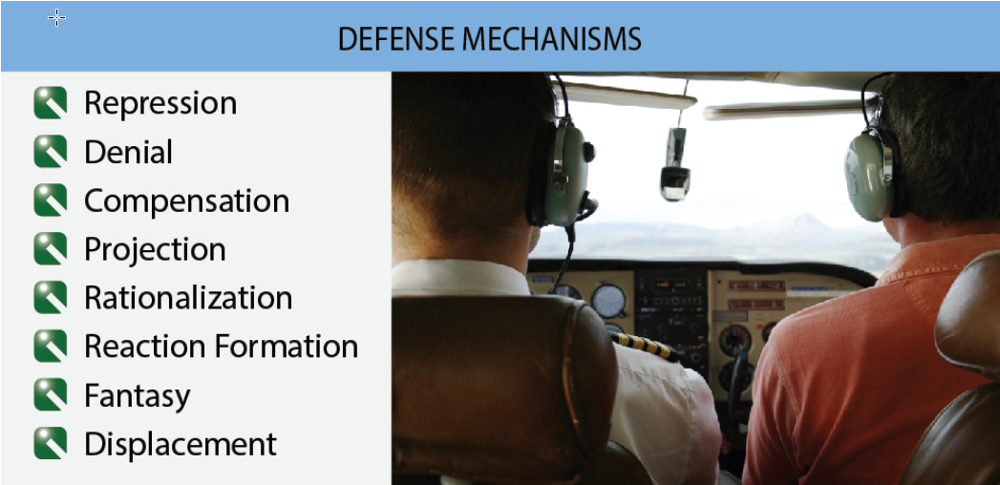 DEFENSE MECHANISMS
Repression
Denial
Compensation
Projection
Rationalization
Reaction Formation
Fantasy
Displacement